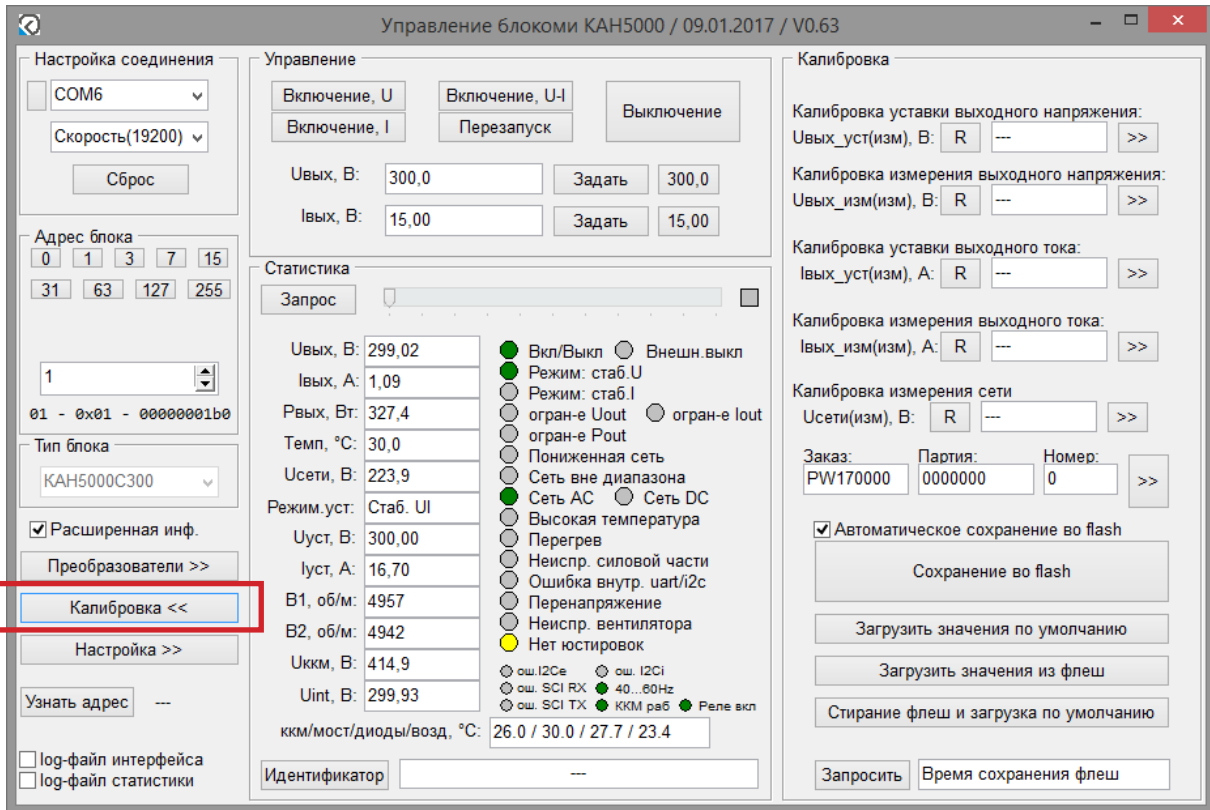 Управление блокоми КАН5000 / 09.01.2017 / V0.63
Настройка соединения
COM6
Скорость(19200)
Сброс
Адрес блока
0 1 3 7 15
31 63 127 255
1
01 - 0x01 - 00000001b0
Тип блока
КАН5000С300
Расширенная инф.
Преобразователи >>
Калибровка <<
Настройка >>
Узнать адрес ---
log-файл интерфейса
log-файл статистики
Управление
Включение, U Включение, U-I Выключение
Включение, I Перезапуск
Uвых, В: 300,0 Задать 300,0
Iвых, В: 15,00 Задать 15,00
Статистика
Запрос
Uвых, В: 299,02
Iвых, А: 1,09
Рвых, Вт: 327,4
Темп, °С: 30,0
Uсети, В: 223,9
Режим.уст: Стаб. UI
Uуст, В: 300,00
Iуст, А: 16,70
В1, об/м: 4957
В2, об/м: 4942
Uккм, В: 414,9
Uint, В: 299,93
Вкл/Выкл Внешн.выкл
Режим: стаб.U
Режим: стаб.I
огран-е Uout огран-е Iout
огран-е Pout
Пониженная сеть
Сеть вне диапазона
Сеть AC Сеть DC
Высокая температура
Перегрев
Неиспр. силовой части
Ошибка внутр. uart/i2c
Перенапряжение
Неиспр. вентилятора
Нет юстировок
ош.I2Ce ош. I2Ci
ош. SCI RX 40...60Hz
ош. SCI TX ККМ раб Реле вкл
ккм/мост/диоды/возд, °С: 26.0 / 30.0 / 27.7 / 23.4
Идентификатор ---
Калибровка
Калибровка уставки выходного напряжения:
Uвых_уст(изм), В: R --- >>
Калибровка измерения выходного напряжения:
Uвых_изм(изм), В: R --- >>
Калибровка уставки выходного тока:
Iвых_уст(изм), А: R --- >>
Калибровка измерения выходного тока:
Iвых_изм(изм), А: R --- >>
Калибровка измерения сети
Uсети(изм), В: R --- >>
Заказ: Партия: Номер:
PW170000 0000000 0 >>
Автоматическое сохранение во flash
Сохранение во flash
Загрузить значения по умолчанию
Загрузить значения из флеш
Стирание флеш и загрузка по умолчанию
Запросить Время сохранения флеш